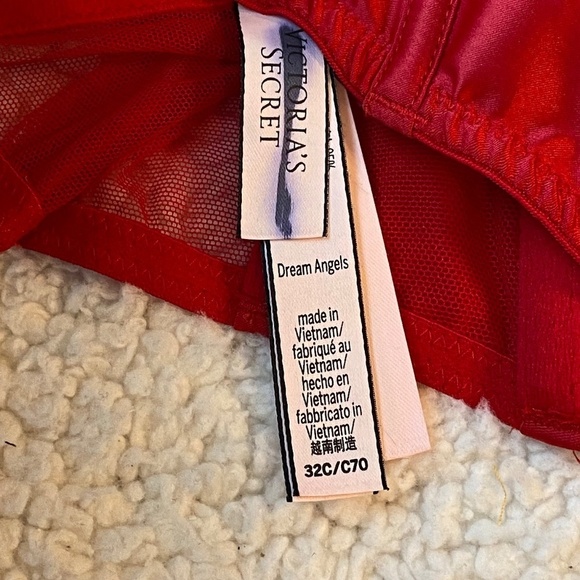 VICTORIA'S
SECRET
Dream Angels
made in
Vietnam/
fabriqué au
Vietnam/
hecho en
Vietnam/
fabbricato in
Vietnam/
越南制造
32C/C70